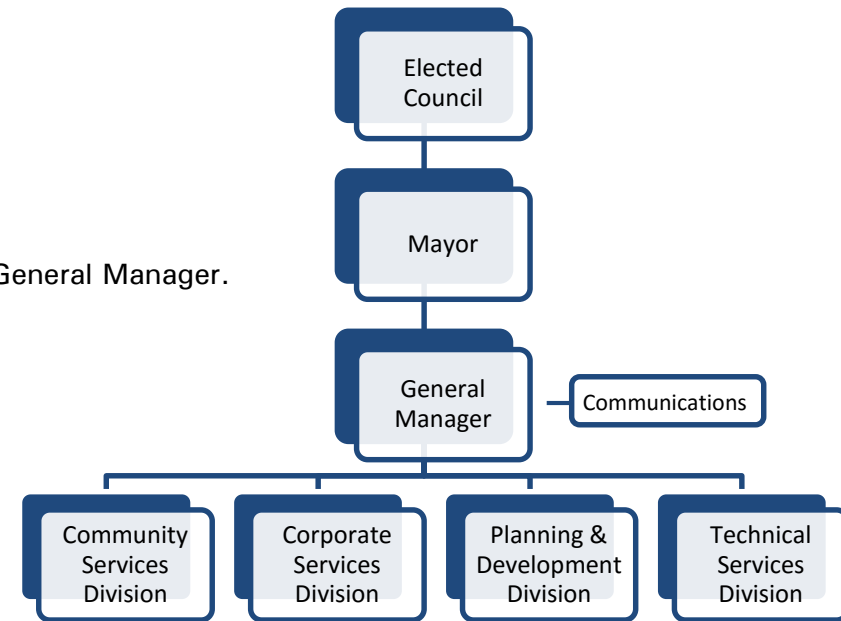 Elected
Council
Mayor
General Manager.
General
Manager
Communications
Community
Services
Division
Corporate
Services
Division
Planning &
Development
Division
Technical
Services
Division